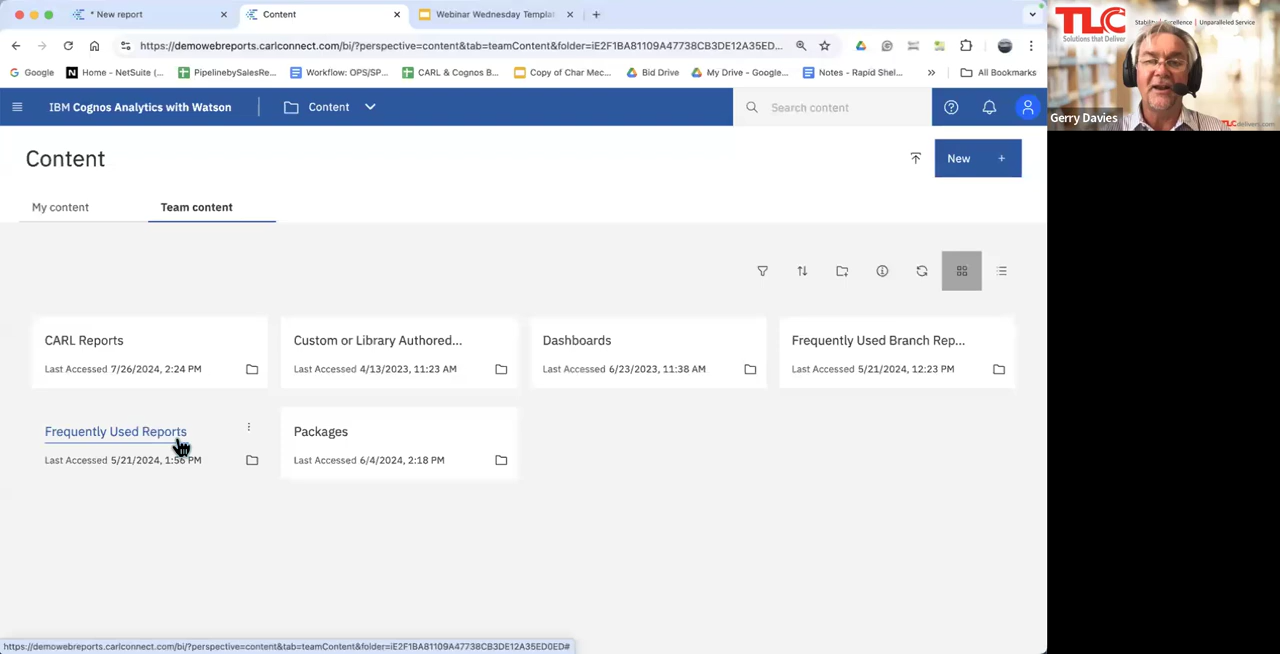 * New report
Content
Webinar Wednesday Templat
https://demowebreports.carlconnect.com/bi/?perspective=content&tab=teamContent&folder=iE2F1BA81109A47738CB3DE12A35ED...
Google
Home - NetSuite (...
PipelinebySalesRe...
Workflow: OPS/SP...
CARL & Cognos B...
Copy of Char Mec...
Bid Drive
My Drive - Google...
Notes - Rapid Shel...
»
All Bookmarks
IBM Cognos Analytics with Watson
Content
Search content
Content
New +
My content
Team content
CARL Reports
Last Accessed 7/26/2024, 2:24 PM
Custom or Library Authored...
Last Accessed 4/13/2023, 11:23 AM
Dashboards
Last Accessed 6/23/2023, 11:38 AM
Frequently Used Branch Rep...
Last Accessed 5/21/2024, 12:23 PM
Frequently Used Reports
Last Accessed 5/21/2024, 1:56 PM
Packages
Last Accessed 6/4/2024, 2:18 PM
https://demowebreports.carlconnect.com/bi/?perspective=content&tab=teamContent&folder=iE2F1BA81109A47738CB3DE12A35ED0ED#
TLC
Solutions that Deliver
Unparalleled Service
Gerry Davies